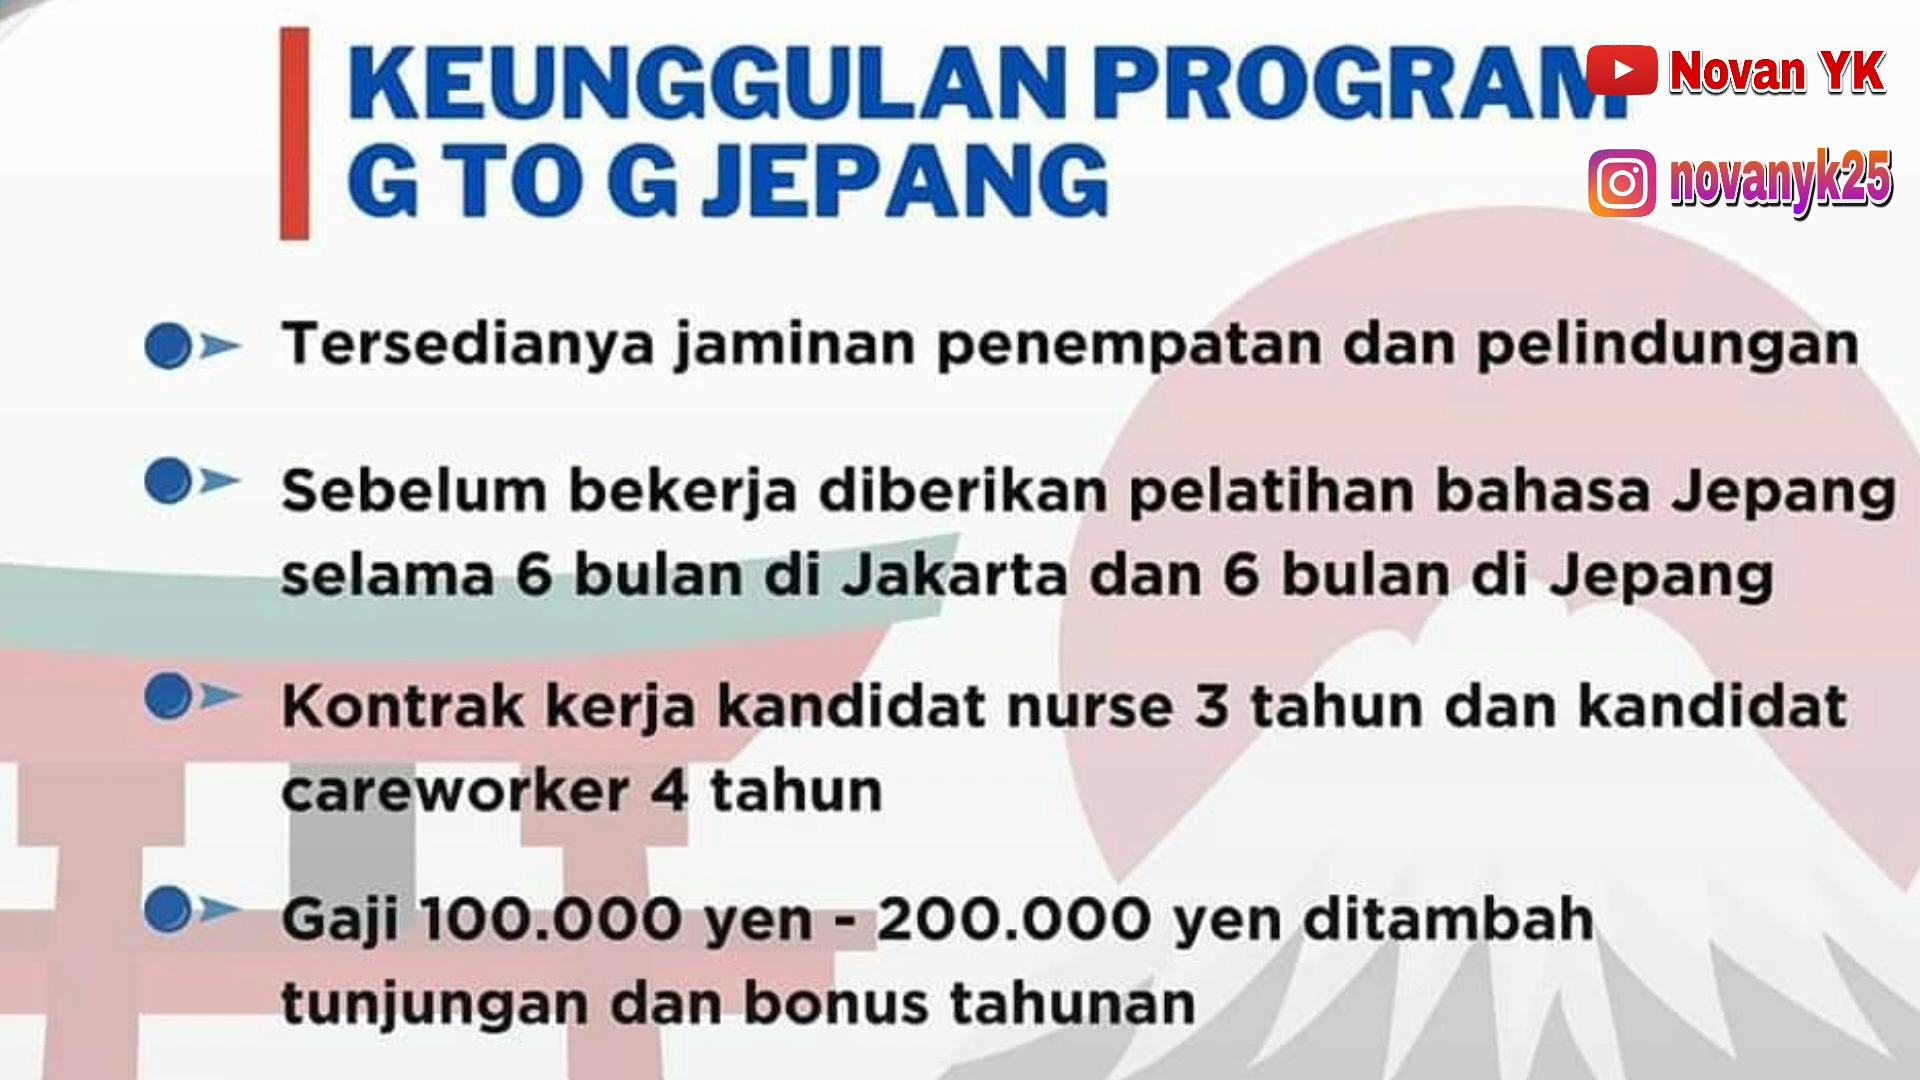 KEUNGGULAN PROGRAM
G TO G JEPANG
Novan YK
novanyk25
Tersedianya jaminan penempatan dan pelindungan
Sebelum bekerja diberikan pelatihan bahasa Jepang
selama 6 bulan di Jakarta dan 6 bulan di Jepang
Kontrak kerja kandidat nurse 3 tahun dan kandidat
careworker 4 tahun
Gaji 100.000 yen - 200.000 yen ditambah
tunjungan dan bonus tahunan